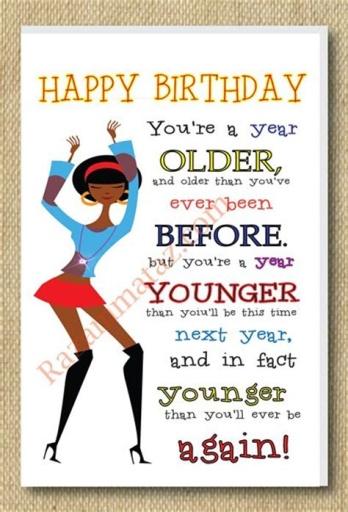 HAPPY BIRTHDAY
You're a year
OLDER,
and older than you've
ever been
BEFORE.
but you're a year
YOUNGER
than yoiu'll be this time
next year,
and in fact
younger
than you'll ever be
again!